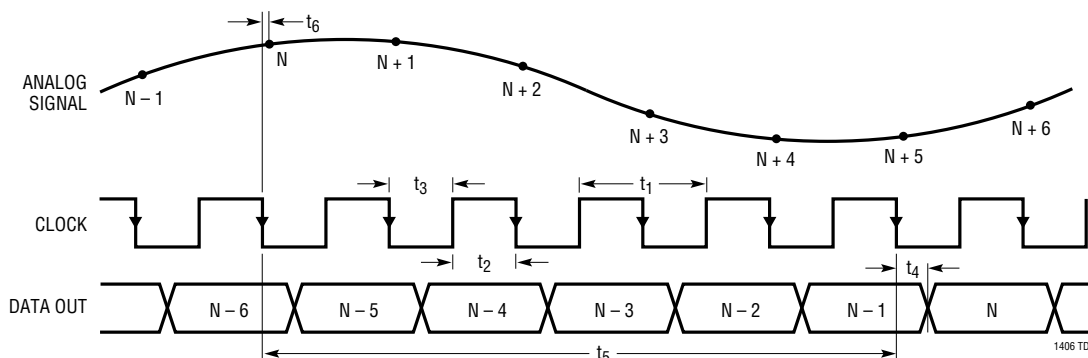 t6
N
N + 1
N + 2
ANALOG
SIGNAL
N – 1
N + 3
N + 4
N + 5
N + 6
t3
t1
CLOCK
t2
t4
DATA OUT
N – 6
N – 5
N – 4
N – 3
N – 2
N – 1
N
t5
1406 TD